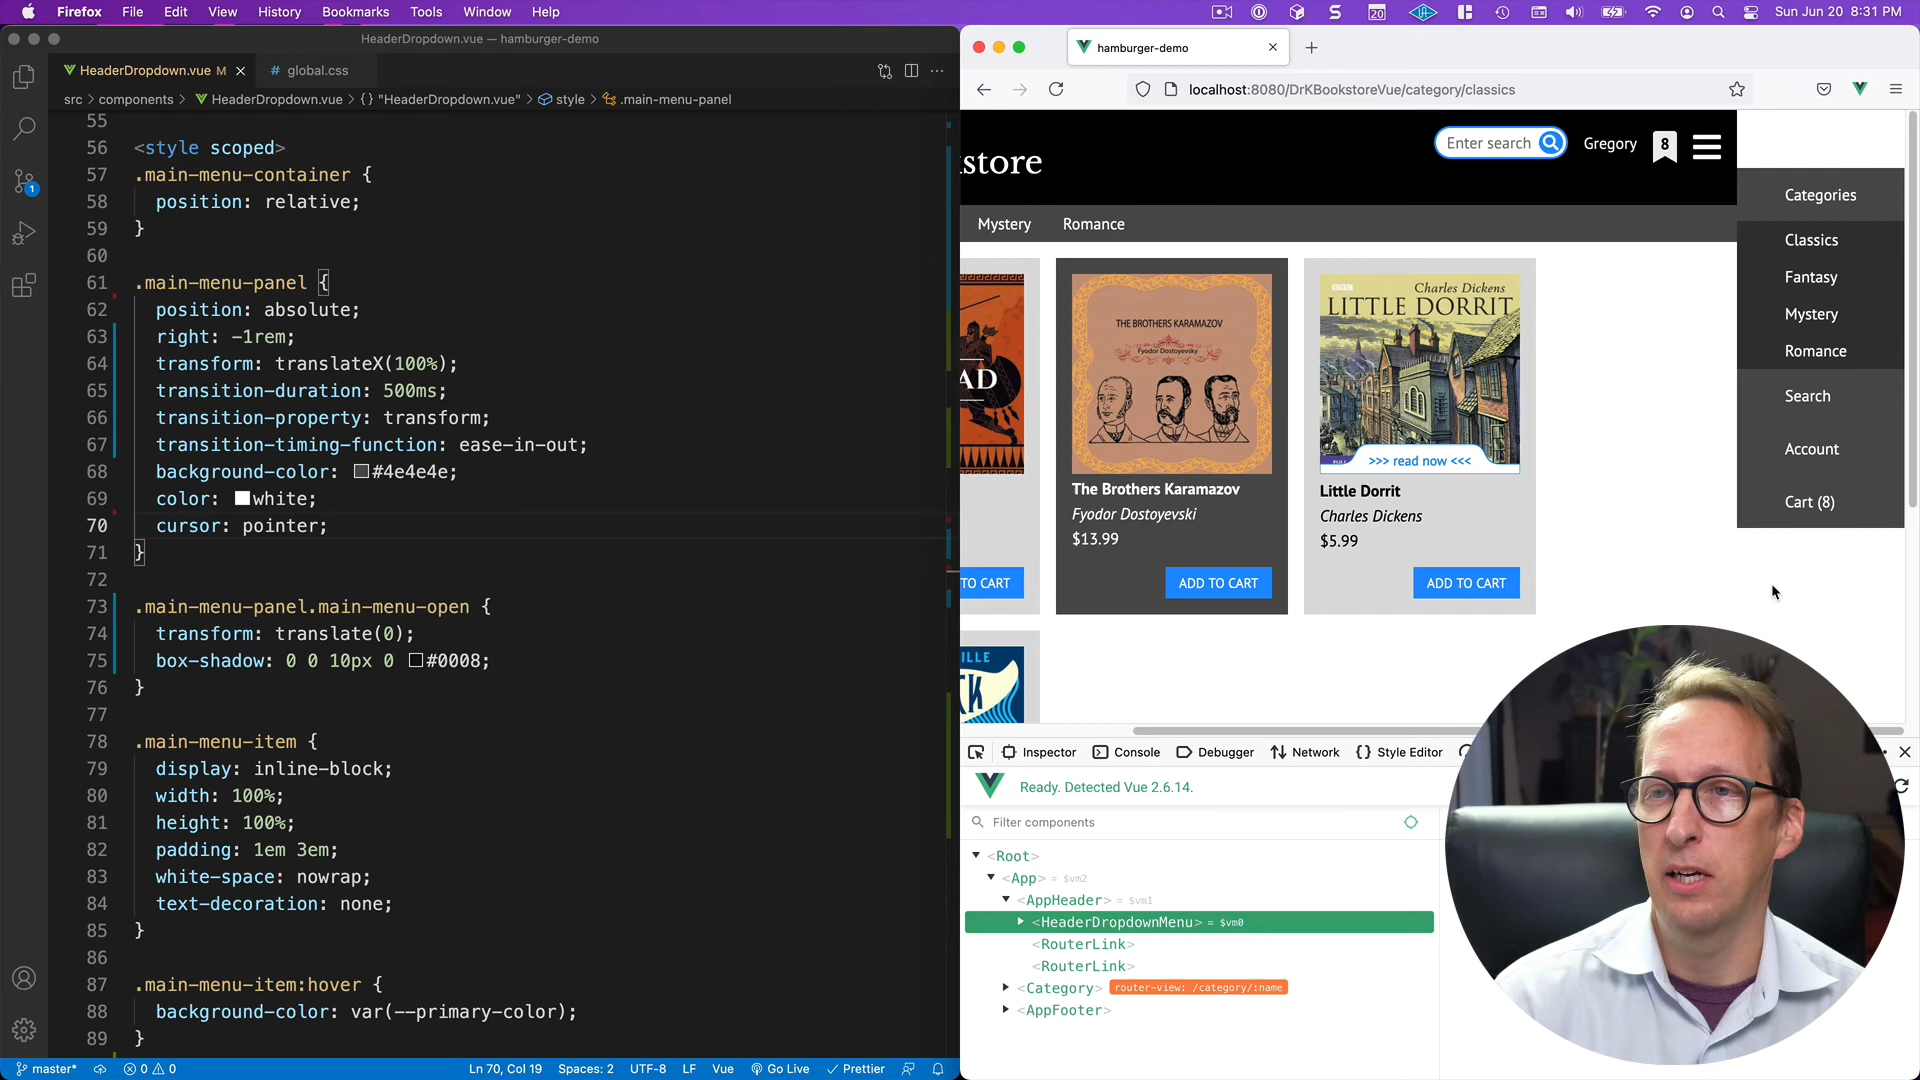 Firefox File Edit View History Bookmarks Tools Window Help
20
Sun Jun 20 8:31 PM
HeaderDropdown.vue — hamburger-demo
HeaderDropdown.vue M
# global.css
src > components > HeaderDropdown.vue > {} "HeaderDropdown.vue" > style > .main-menu-panel
55
56 <style scoped>
57 .main-menu-container {
58 position: relative;
59 }
60
61 .main-menu-panel {
62 position: absolute;
63 right: -1rem;
64 transform: translateX(100%);
65 transition-duration: 500ms;
66 transition-property: transform;
67 transition-timing-function: ease-in-out;
68 background-color: #4e4e4e;
69 color: white;
70 cursor: pointer;
71 }
72
73 .main-menu-panel.main-menu-open {
74 transform: translate(0);
75 box-shadow: 0 0 10px 0 #0008;
76 }
77
78 .main-menu-item {
79 display: inline-block;
80 width: 100%;
81 height: 100%;
82 padding: 1em 3em;
83 white-space: nowrap;
84 text-decoration: none;
85 }
86
87 .main-menu-item:hover {
88 background-color: var(--primary-color);
89 }
1
master* 0 0 Ln 70, Col 19 Spaces: 2 UTF-8 LF Vue Go Live Prettier
hamburger-demo
localhost:8080/DrKBookstoreVue/category/classics
kstore
Enter search
Gregory
8
Mystery Romance
Categories
Classics
Fantasy
Mystery
Romance
Search
Account
Cart (8)
AD
THE BROTHERS KARAMAZOV
Fyodor Dostoyevsky
The Brothers Karamazov
Fyodor Dostoyevski
$13.99
BBC
Charles Dickens
LITTLE DORRIT
>>> read now <<<
Little Dorrit
Charles Dickens
$5.99
TO CART
ADD TO CART
ADD TO CART
ILLE
K
Inspector Console Debugger Network {} Style Editor
Ready. Detected Vue 2.6.14.
Filter components
<Root>
<App> = $vm2
<AppHeader> = $vm1
<HeaderDropdownMenu> = $vm0
<RouterLink>
<RouterLink>
<Category> router-view: /category/:name
<AppFooter>